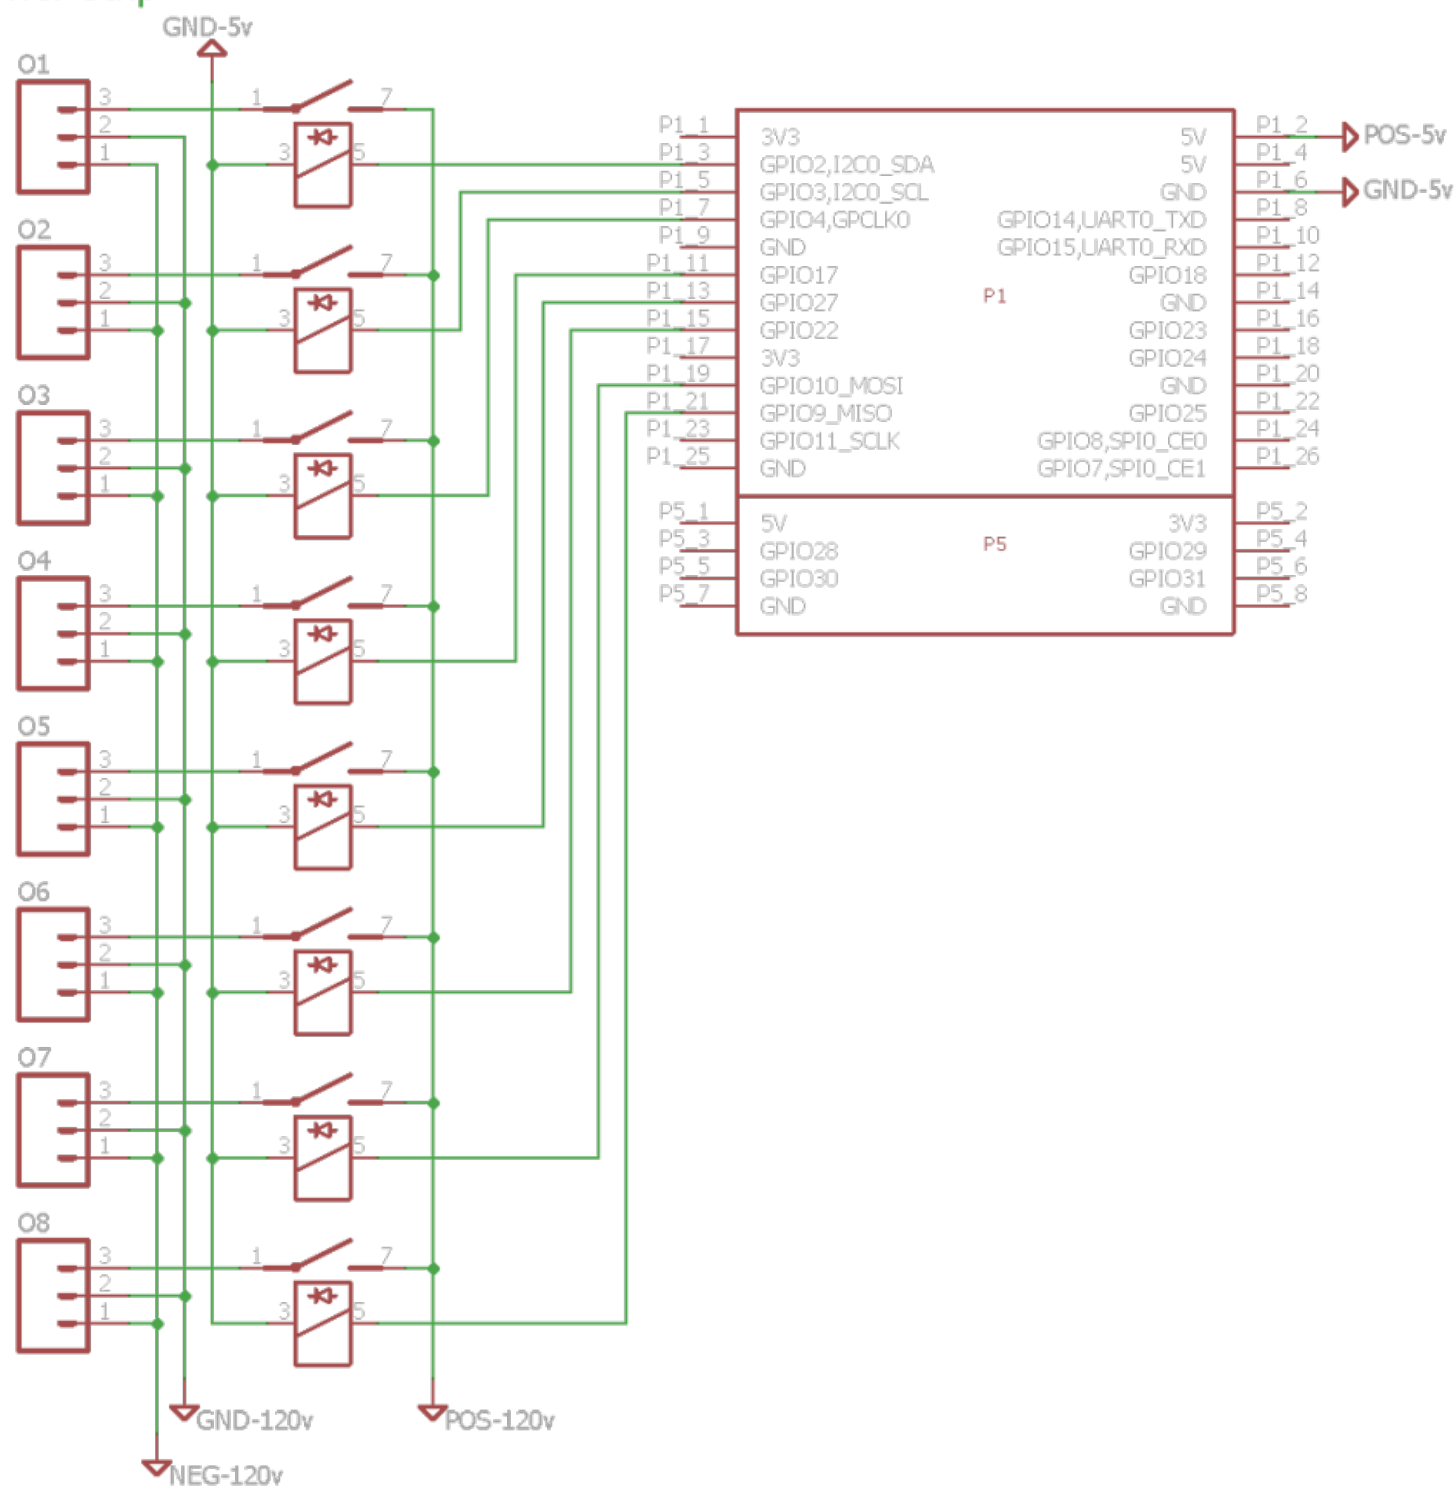 GND-5v
O1
3 1 7
2
1 3 5
O2
3 1 7
2
1 3 5
O3
3 1 7
2
1 3 5
O4
3 1 7
2
1 3 5
O5
3 1 7
2
1 3 5
O6
3 1 7
2
1 3 5
O7
3 1 7
2
1 3 5
O8
3 1 7
2
1 3 5
GND-120v
POS-120v
NEG-120v
P1_1 3V3 5V P1_2 POS-5v
P1_3 GPIO2,I2C0_SDA 5V P1_4
P1_5 GPIO3,I2C0_SCL GND P1_6 GND-5v
P1_7 GPIO4,GPCLK0 GPIO14,UART0_TXD P1_8
P1_9 GND GPIO15,UART0_RXD P1_10
P1_11 GPIO17 GPIO18 P1_12
P1
P1_13 GPIO27 GND P1_14
P1_15 GPIO22 GPIO23 P1_16
P1_17 3V3 GPIO24 P1_18
P1_19 GPIO10_MOSI GND P1_20
P1_21 GPIO9_MISO GPIO25 P1_22
P1_23 GPIO11_SCLK GPIO8,SPI0_CE0 P1_24
P1_25 GND GPIO7,SPI0_CE1 P1_26
P5_1 5V 3V3 P5_2
P5
P5_3 GPIO28 GPIO29 P5_4
P5_5 GPIO30 GPIO31 P5_6
P5_7 GND GND P5_8